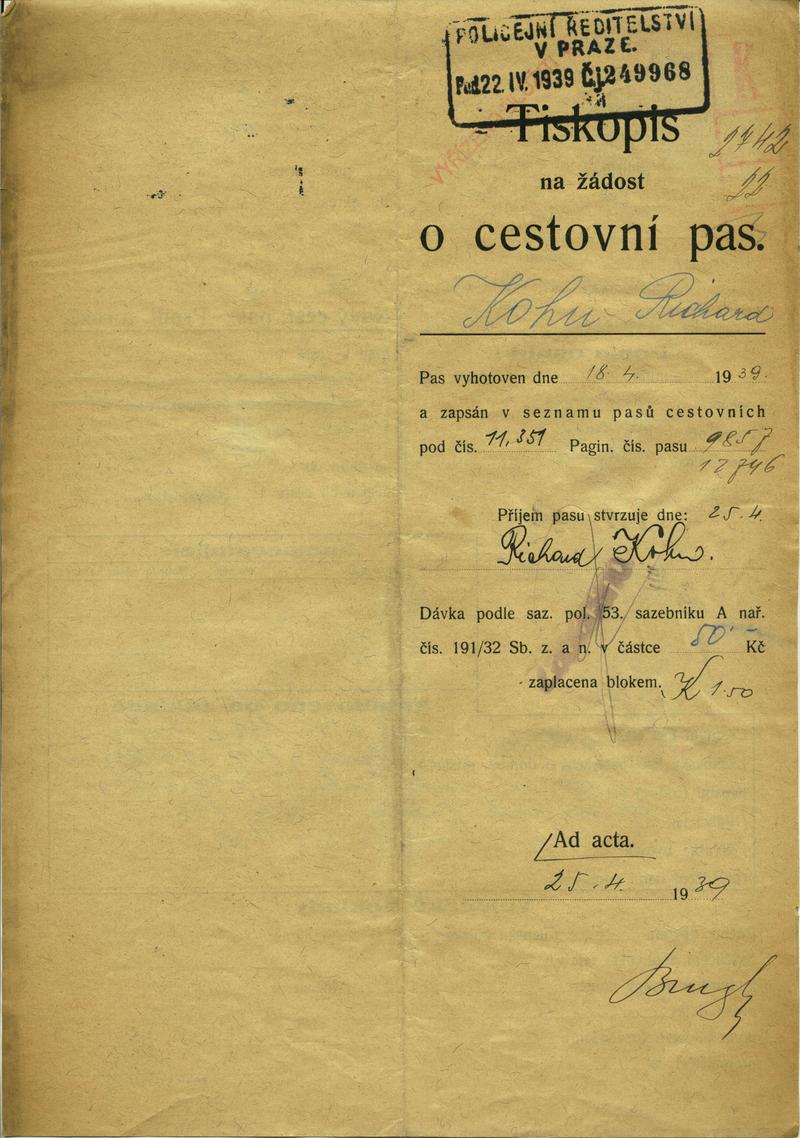 POLICEJNÍ ŘEDITELSTVÍ
V PRAZE.
Pod. 22.IV.1939 Čj. 249968
Tiskopis
2742
22
na žádost
o cestovní pas.
Kohn Richard
Pas vyhotoven dne 18. 4. 1939.
a zapsán v seznamu pasů cestovních
pod čís. 11,351 Pagin. čís. pasu 9857
12746
Příjem pasu stvrzuje dne: 25.4.
Richard Kohn.
Dávka podle saz. pol. 53. sazebníku A nař.
čís. 191/32 Sb. z. a n. v částce 50·– Kč
zaplacena blokem. K 1.50
Ad acta.
25.4. 1939